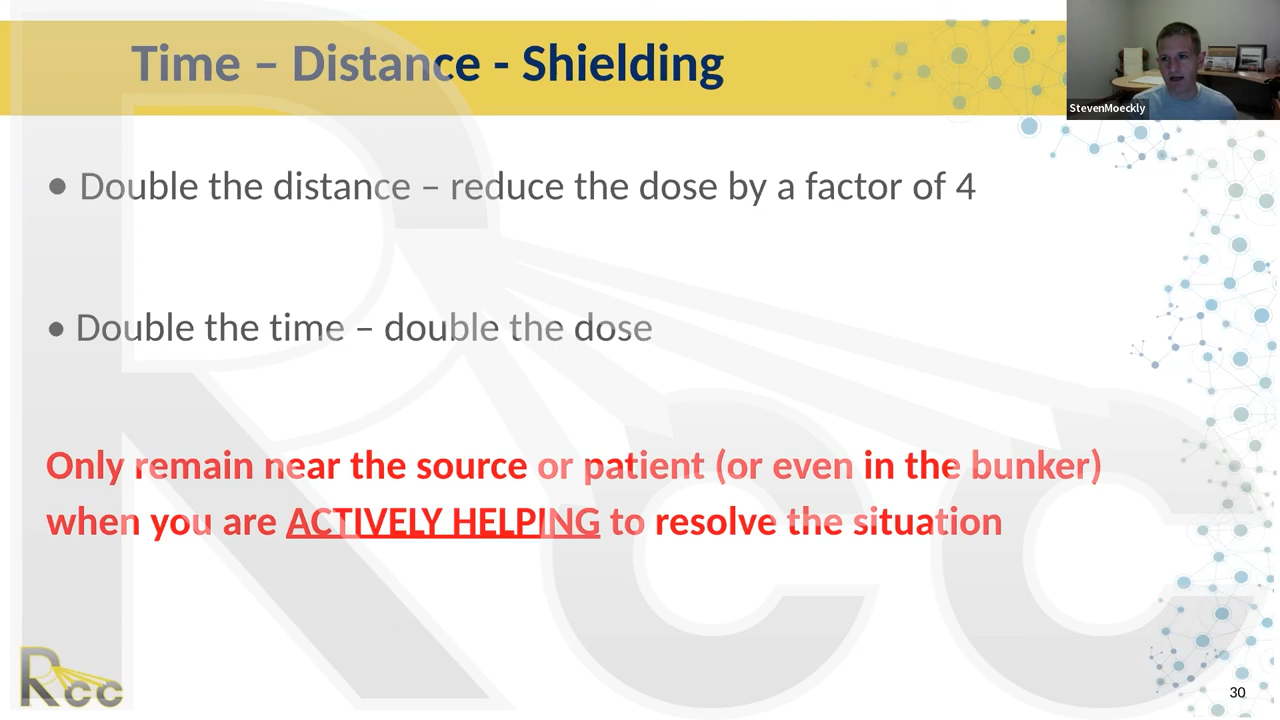 Time – Distance - Shielding
StevenMoeckly
• Double the distance – reduce the dose by a factor of 4
• Double the time – double the dose
Only remain near the source or patient (or even in the bunker)
when you are ACTIVELY HELPING to resolve the situation
Rcc
Rcc
30